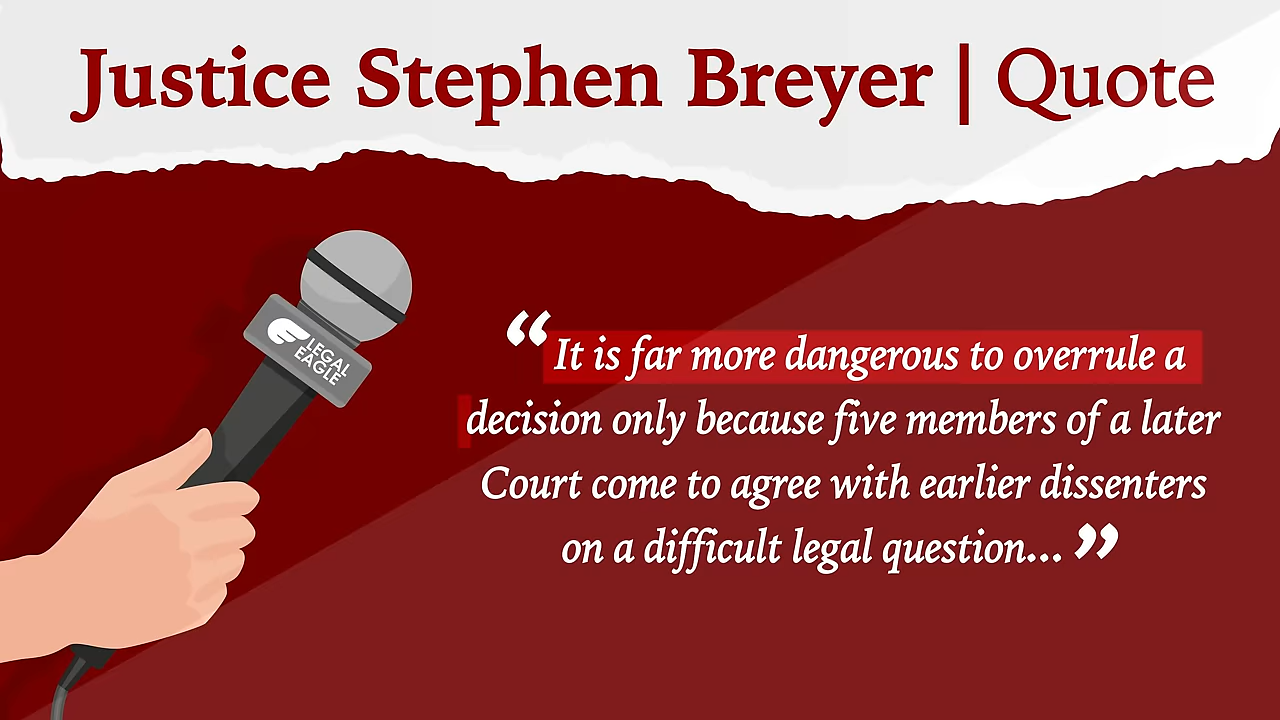 Justice Stephen Breyer | Quote
LEGAL
EAGLE
“It is far more dangerous to overrule a
decision only because five members of a later
Court come to agree with earlier dissenters
on a difficult legal question...”